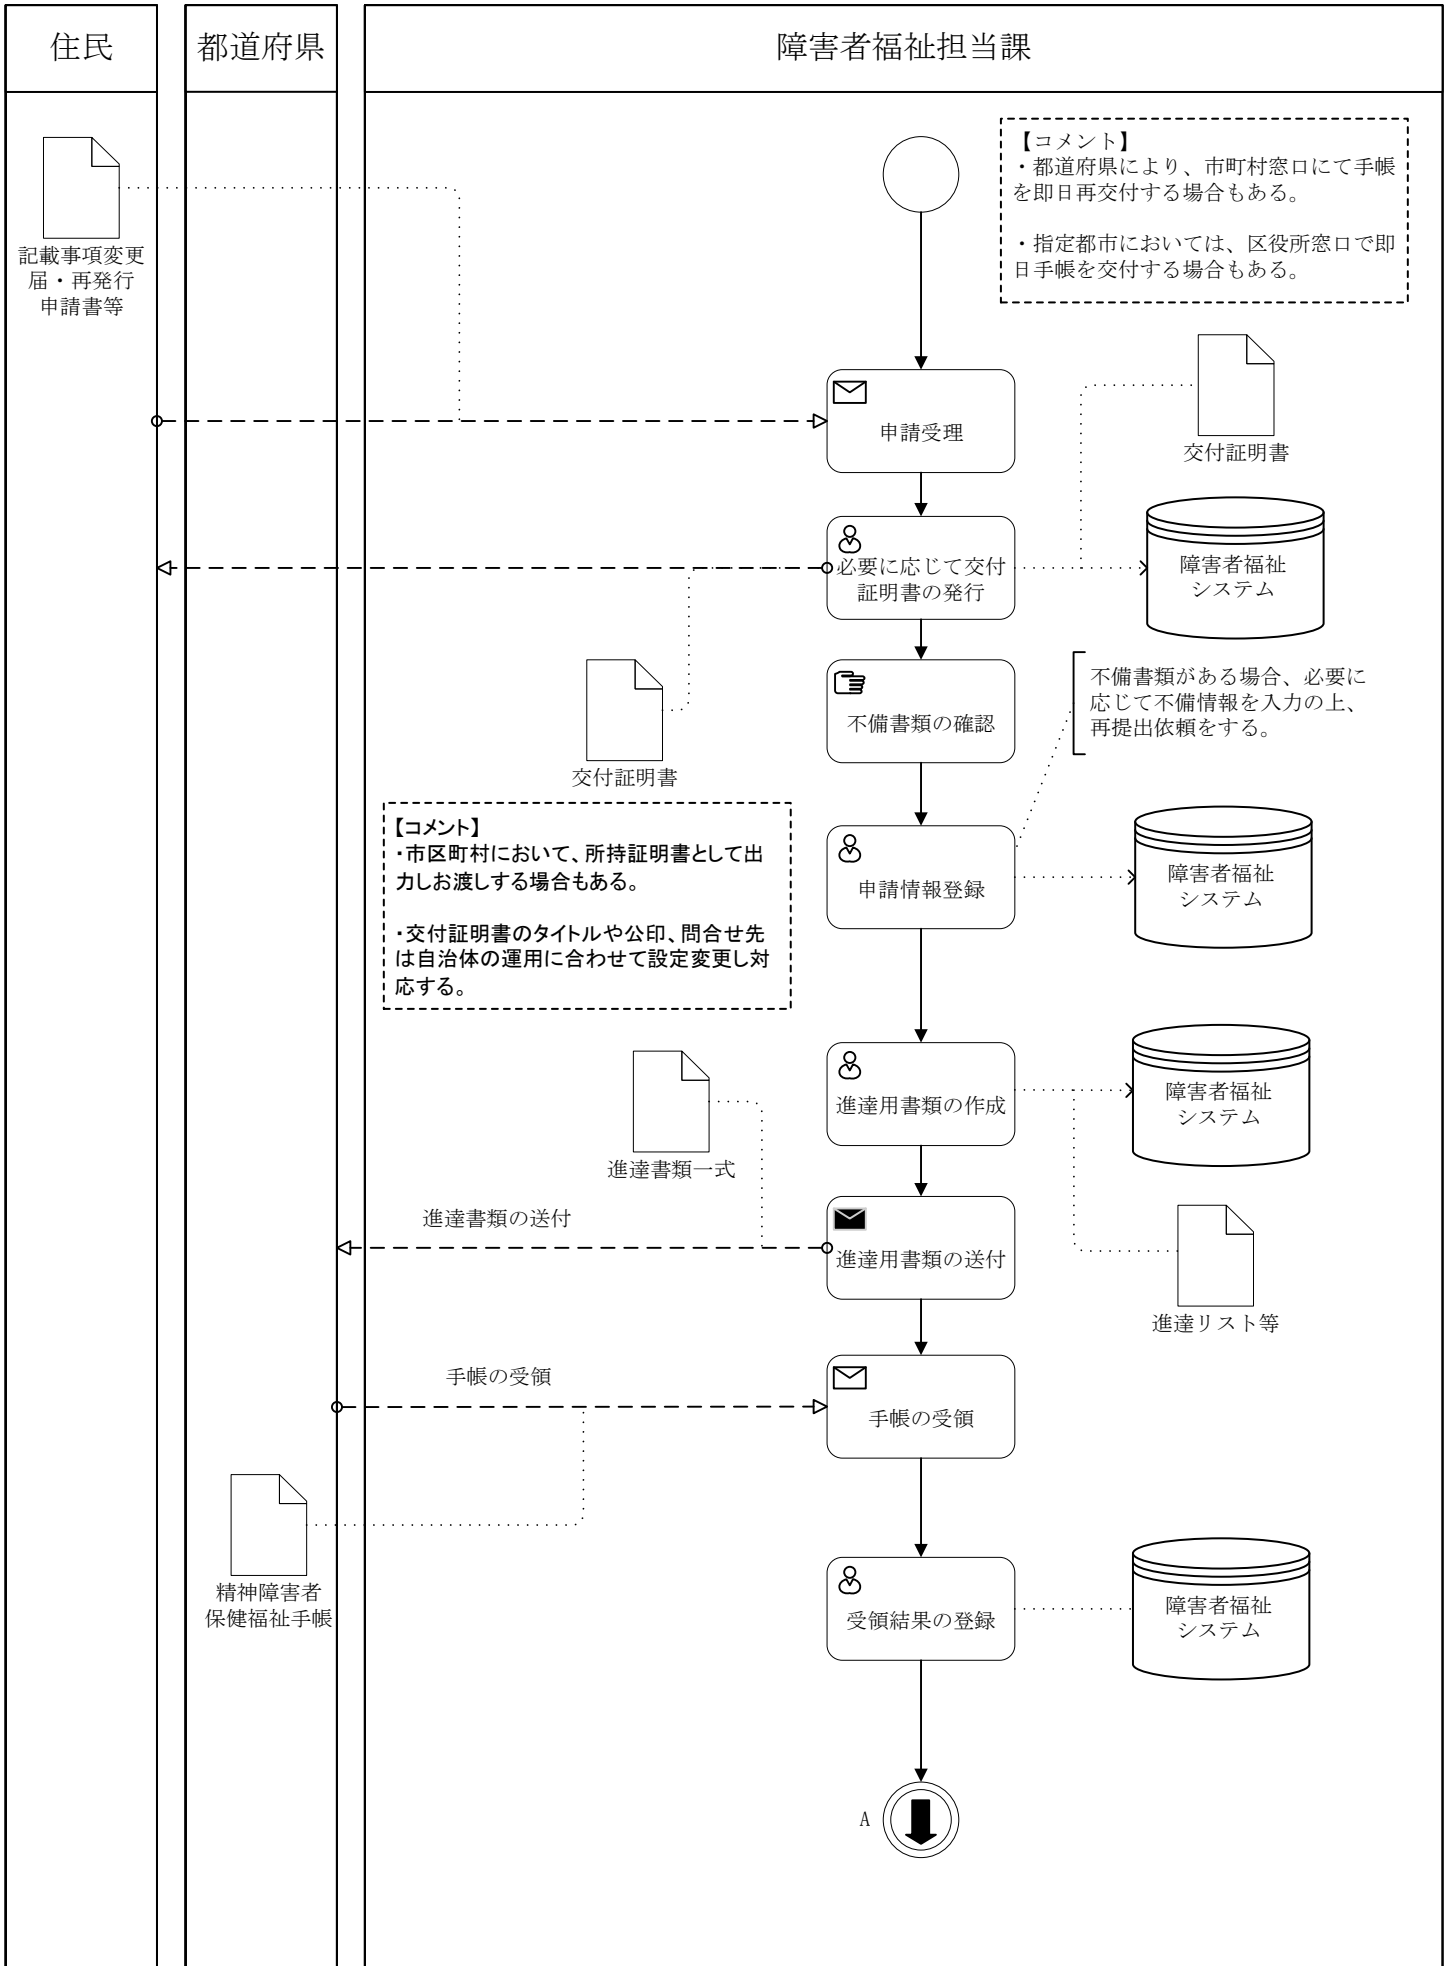 住民
都道府県
障害者福祉担当課
【コメント】
・都道府県により、市町村窓口にて手帳
を即日再交付する場合もある。
・指定都市においては、区役所窓口で即
日手帳を交付する場合もある。
記載事項変更
届・再発行
申請書等
申請受理
交付証明書
必要に応じて交付
証明書の発行
障害者福祉
システム
不備書類の確認
不備書類がある場合、必要に
応じて不備情報を入力の上、
再提出依頼をする。
交付証明書
【コメント】
・市区町村において、所持証明書として出
力しお渡しする場合もある。
・交付証明書のタイトルや公印、問合せ先
は自治体の運用に合わせて設定変更し対
応する。
申請情報登録
障害者福祉
システム
進達用書類の作成
障害者福祉
システム
進達書類一式
進達書類の送付
進達用書類の送付
進達リスト等
手帳の受領
手帳の受領
精神障害者
保健福祉手帳
受領結果の登録
障害者福祉
システム
A